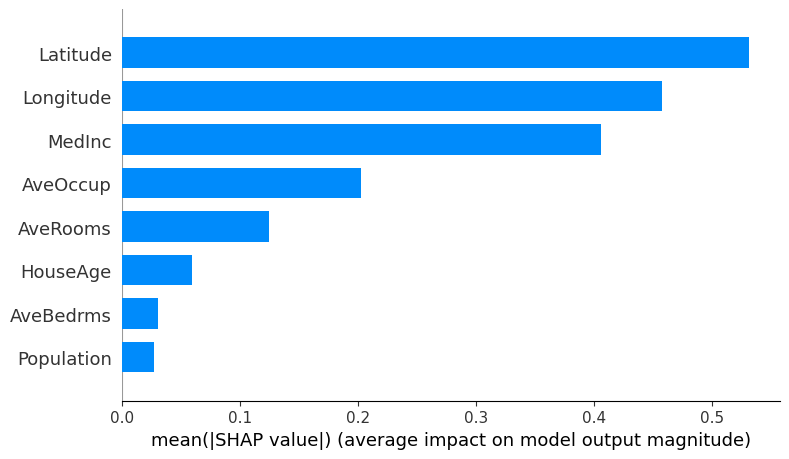 Latitude
Longitude
MedInc
AveOccup
AveRooms
HouseAge
AveBedrms
Population
0.0 0.1 0.2 0.3 0.4 0.5
mean(|SHAP value|) (average impact on model output magnitude)